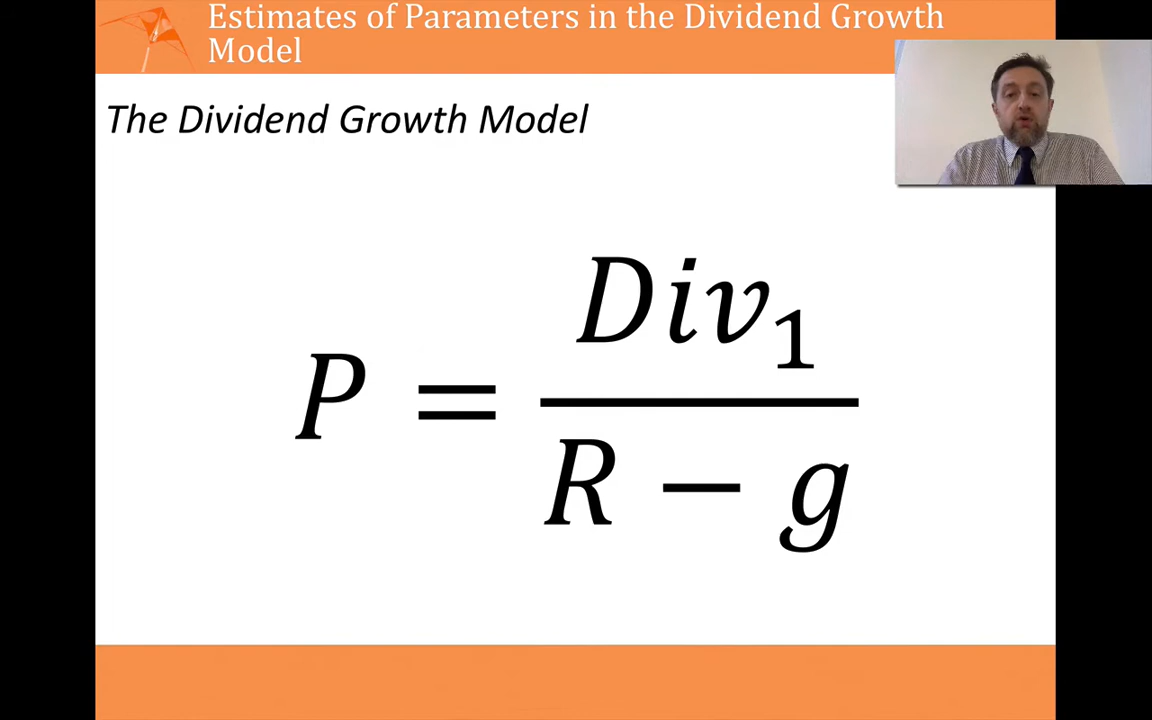 Estimates of Parameters in the Dividend Growth
Model
The Dividend Growth Model
P = Div₁ / (R − g)